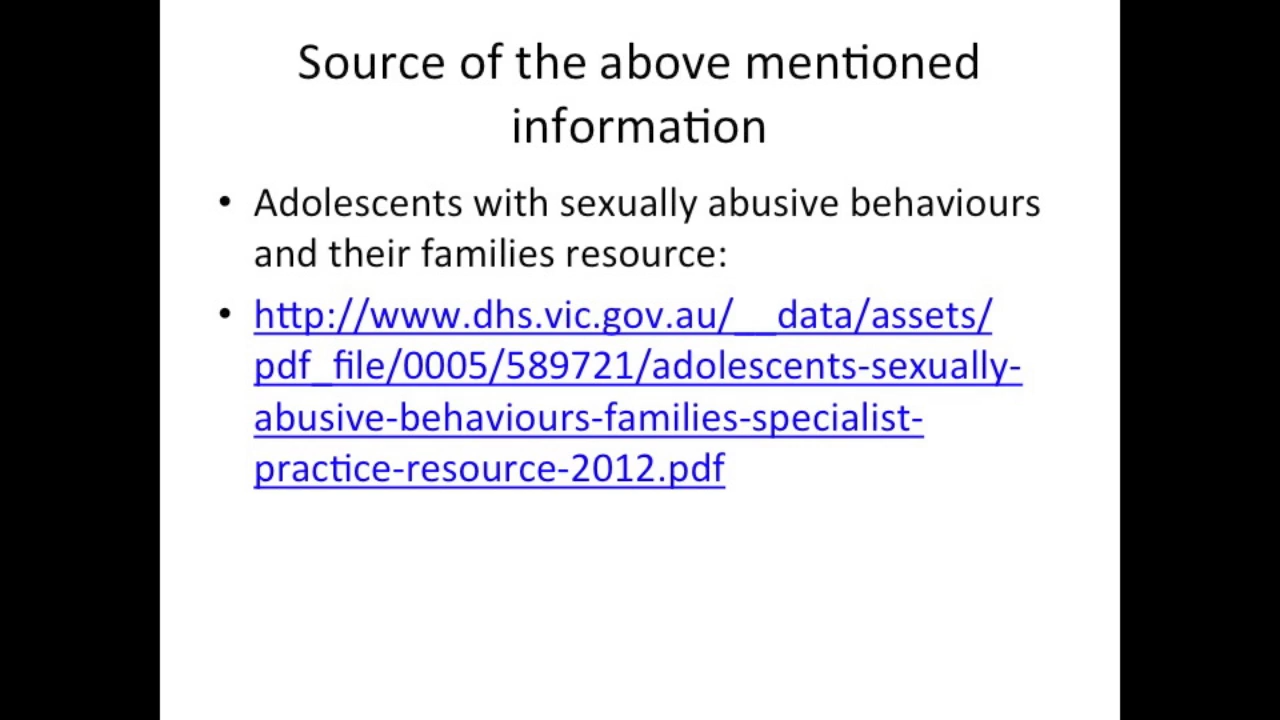 Source of the above mentioned
information
• Adolescents with sexually abusive behaviours
and their families resource:
• http://www.dhs.vic.gov.au/__data/assets/
pdf_file/0005/589721/adolescents-sexually-
abusive-behaviours-families-specialist-
practice-resource-2012.pdf